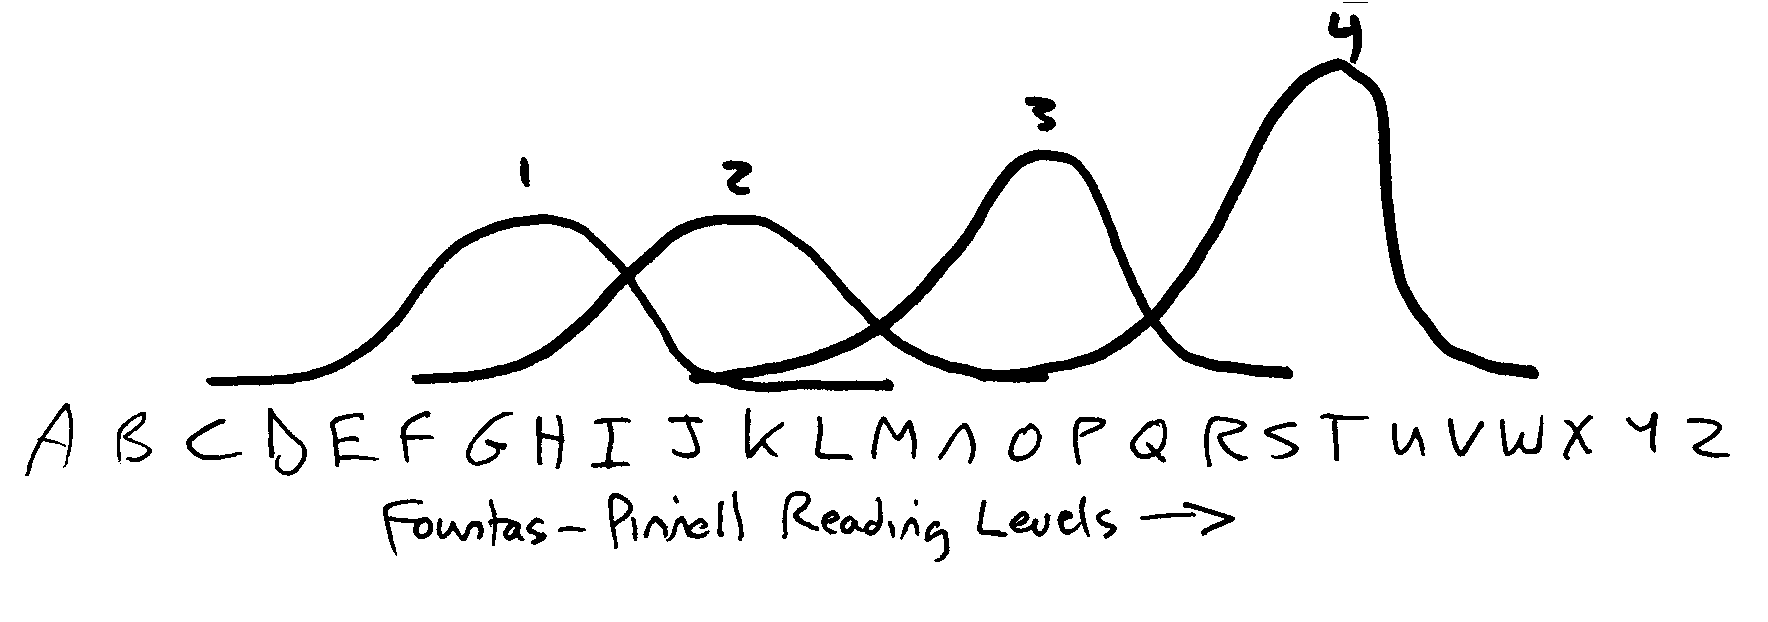 4
3
1 2
A B C D E F G H I J K L M n O P Q R S T U V W X Y Z
Fountas - Pinnell Reading Levels →